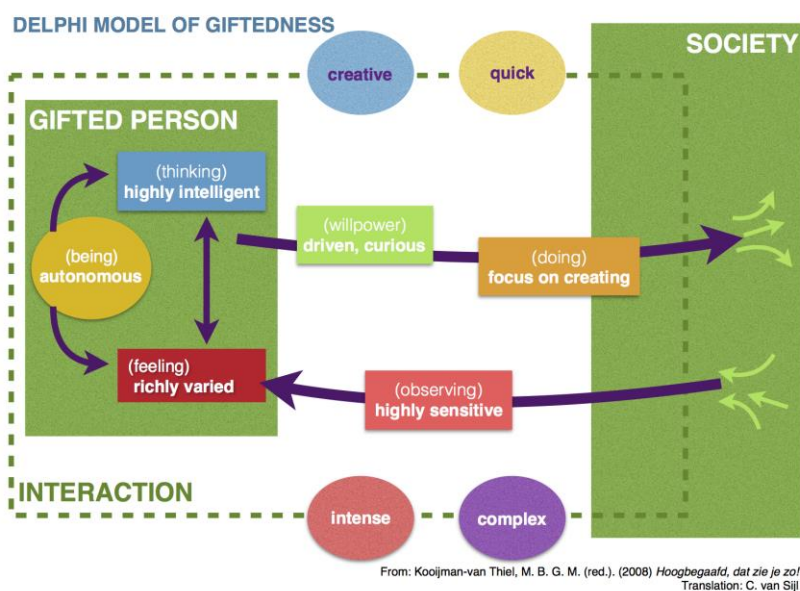 DELPHI MODEL OF GIFTEDNESS
creative
quick
SOCIETY
GIFTED PERSON
(thinking)
highly intelligent
(being)
autonomous
(willpower)
driven, curious
(doing)
focus on creating
(feeling)
richly varied
(observing)
highly sensitive
INTERACTION
intense
complex
From: Kooijman-van Thiel, M. B. G. M. (red.). (2008) Hoogbegaafd, dat zie je zo!
Translation: C. van Sijl